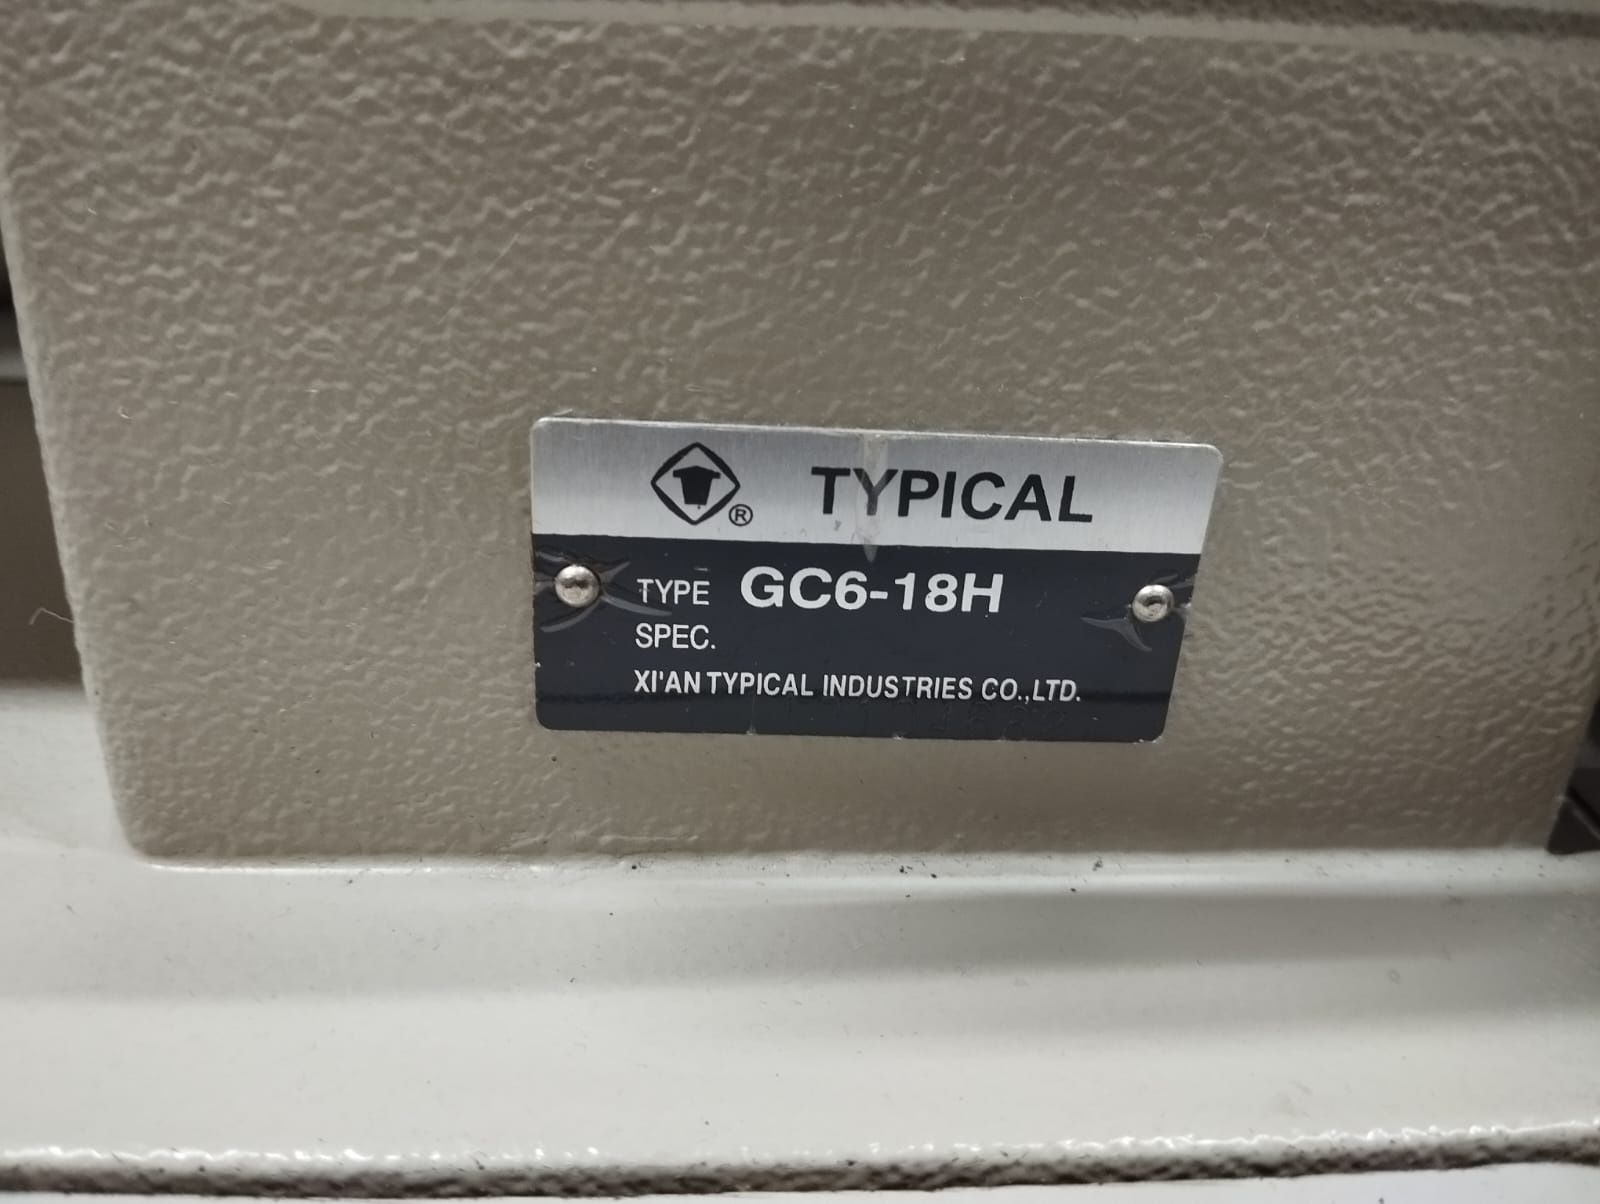 ® TYPICAL
TYPE GC6-18H
SPEC.
XI'AN TYPICAL INDUSTRIES CO.,LTD.